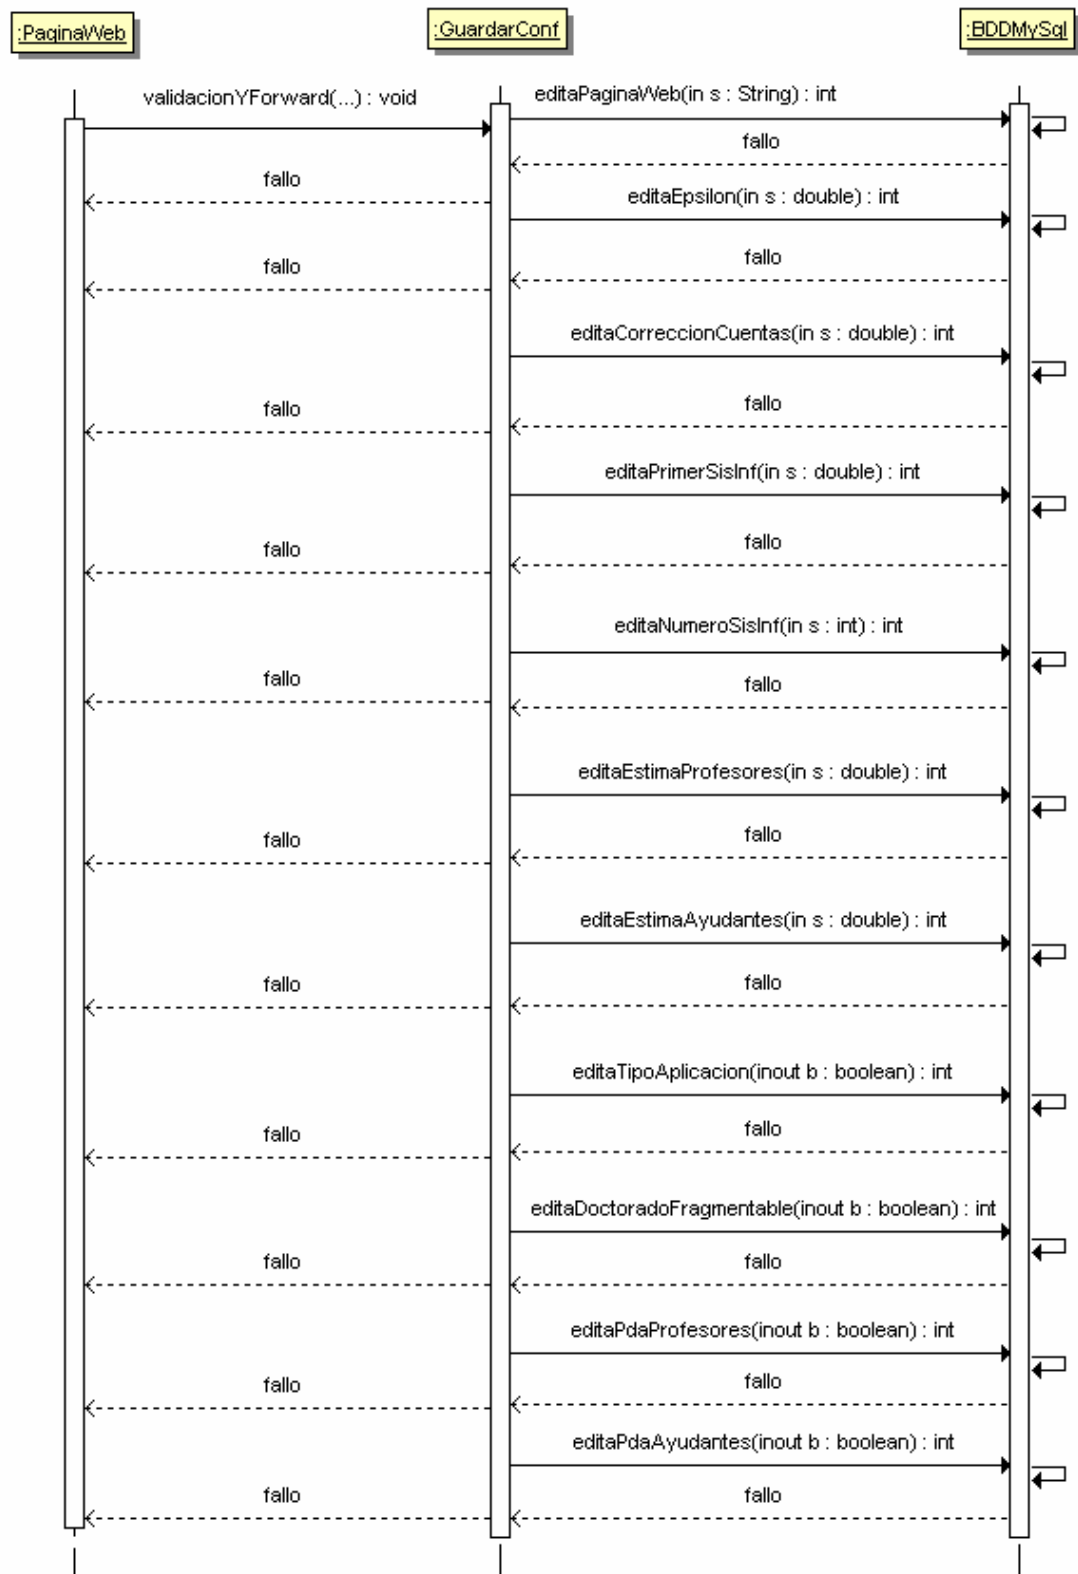 :PaginaWeb
:GuardarConf
:BDDMySql
validacionYForward(...) : void
editaPaginaWeb(in s : String) : int
fallo
fallo
editaEpsilon(in s : double) : int
fallo
fallo
editaCorreccionCuentas(in s : double) : int
fallo
fallo
editaPrimerSisInf(in s : double) : int
fallo
fallo
editaNumeroSisInf(in s : int) : int
fallo
fallo
editaEstimaProfesores(in s : double) : int
fallo
fallo
editaEstimaAyudantes(in s : double) : int
fallo
fallo
editaTipoAplicacion(inout b : boolean) : int
fallo
fallo
editaDoctoradoFragmentable(inout b : boolean) : int
fallo
fallo
editaPdaProfesores(inout b : boolean) : int
fallo
fallo
editaPdaAyudantes(inout b : boolean) : int
fallo
fallo